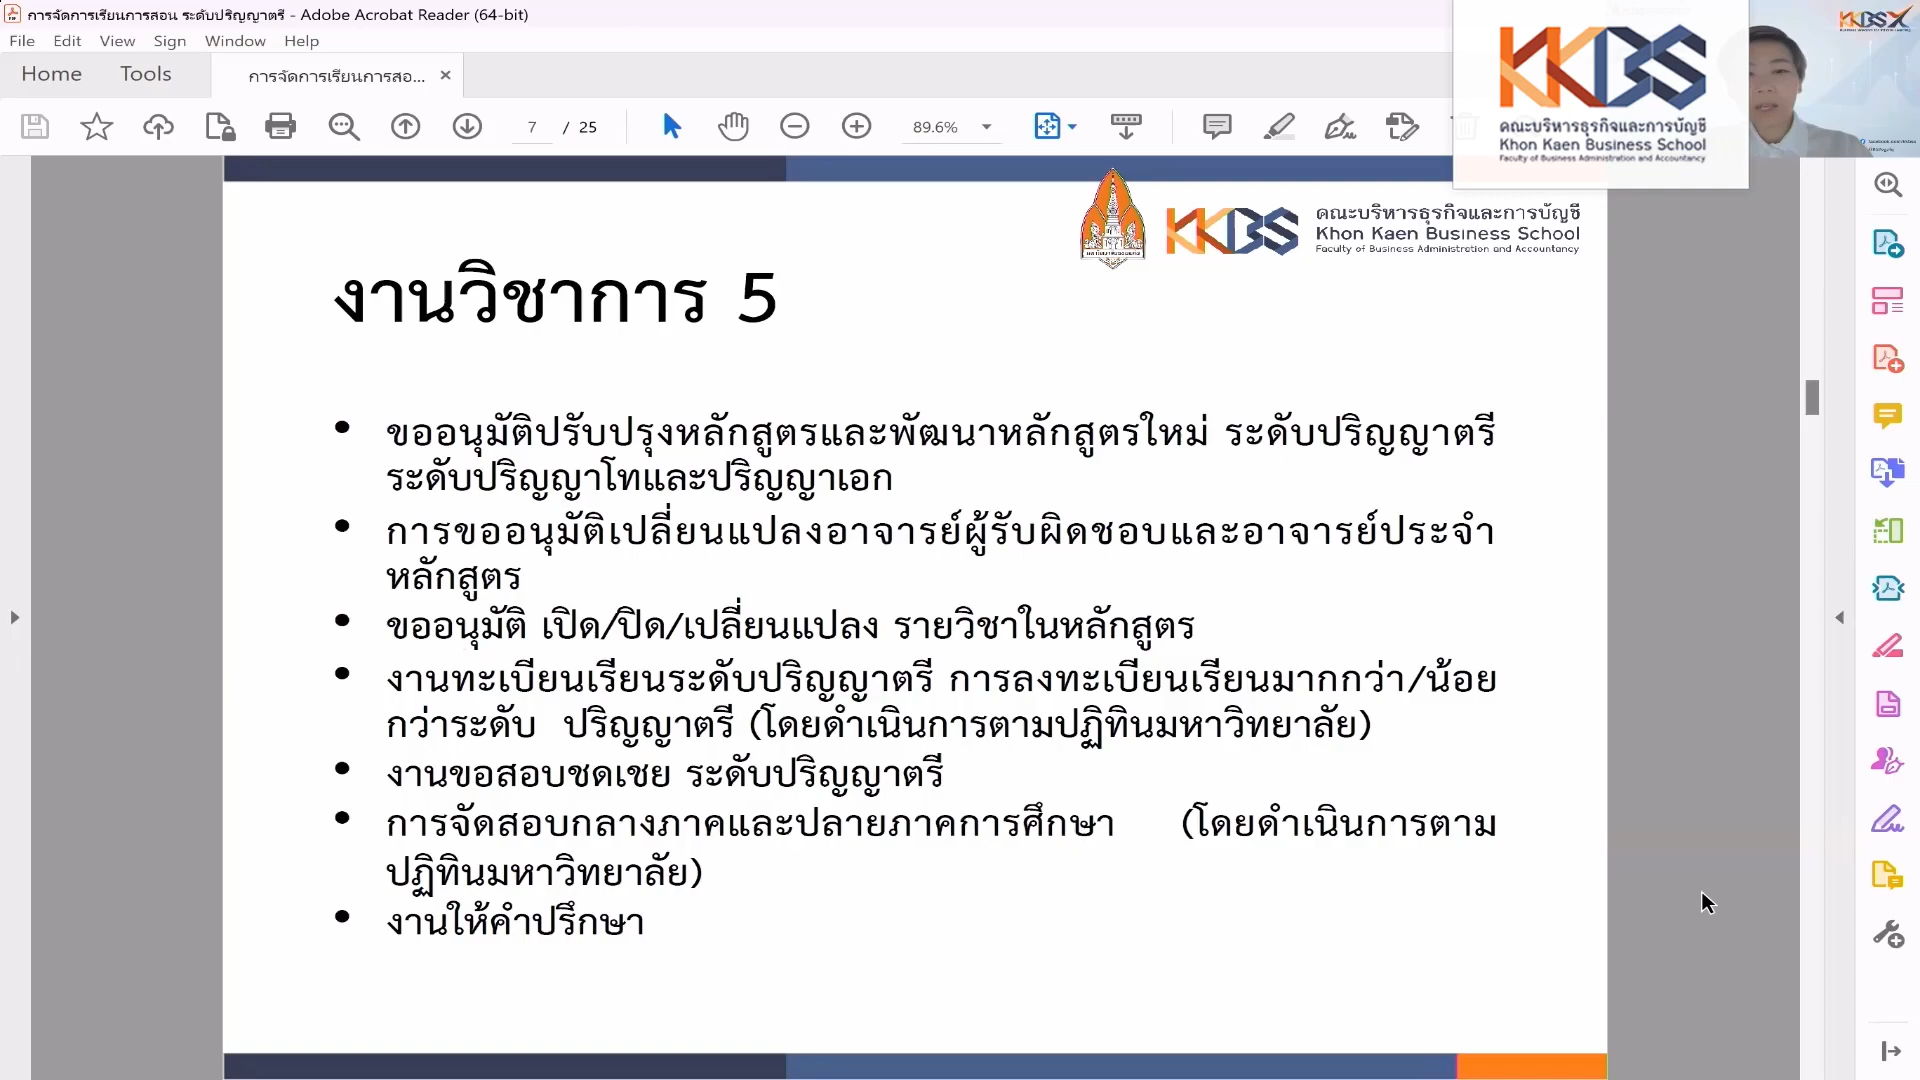 การจัดการเรียนการสอน ระดับปริญญาตรี - Adobe Acrobat Reader (64-bit)
File Edit View Sign Window Help
Home Tools การจัดการเรียนการสอ... ×
7 / 25 89.6%
KKBS
คณะบริหารธุรกิจและการบัญชี
Khon Kaen Business School
Faculty of Business Administration and Accountancy
KKBS
คณะบริหารธุรกิจและการบัญชี
Khon Kaen Business School
Faculty of Business Administration and Accountancy
งานวิชาการ 5
• ขออนุมัติปรับปรุงหลักสูตรและพัฒนาหลักสูตรใหม่ ระดับปริญญาตรี
ระดับปริญญาโทและปริญญาเอก
• การขออนุมัติเปลี่ยนแปลงอาจารย์ผู้รับผิดชอบและอาจารย์ประจำ
หลักสูตร
• ขออนุมัติ เปิด/ปิด/เปลี่ยนแปลง รายวิชาในหลักสูตร
• งานทะเบียนเรียนระดับปริญญาตรี การลงทะเบียนเรียนมากกว่า/น้อย
กว่าระดับ ปริญญาตรี (โดยดำเนินการตามปฏิทินมหาวิทยาลัย)
• งานขอสอบชดเชย ระดับปริญญาตรี
• การจัดสอบกลางภาคและปลายภาคการศึกษา (โดยดำเนินการตาม
ปฏิทินมหาวิทยาลัย)
• งานให้คำปรึกษา